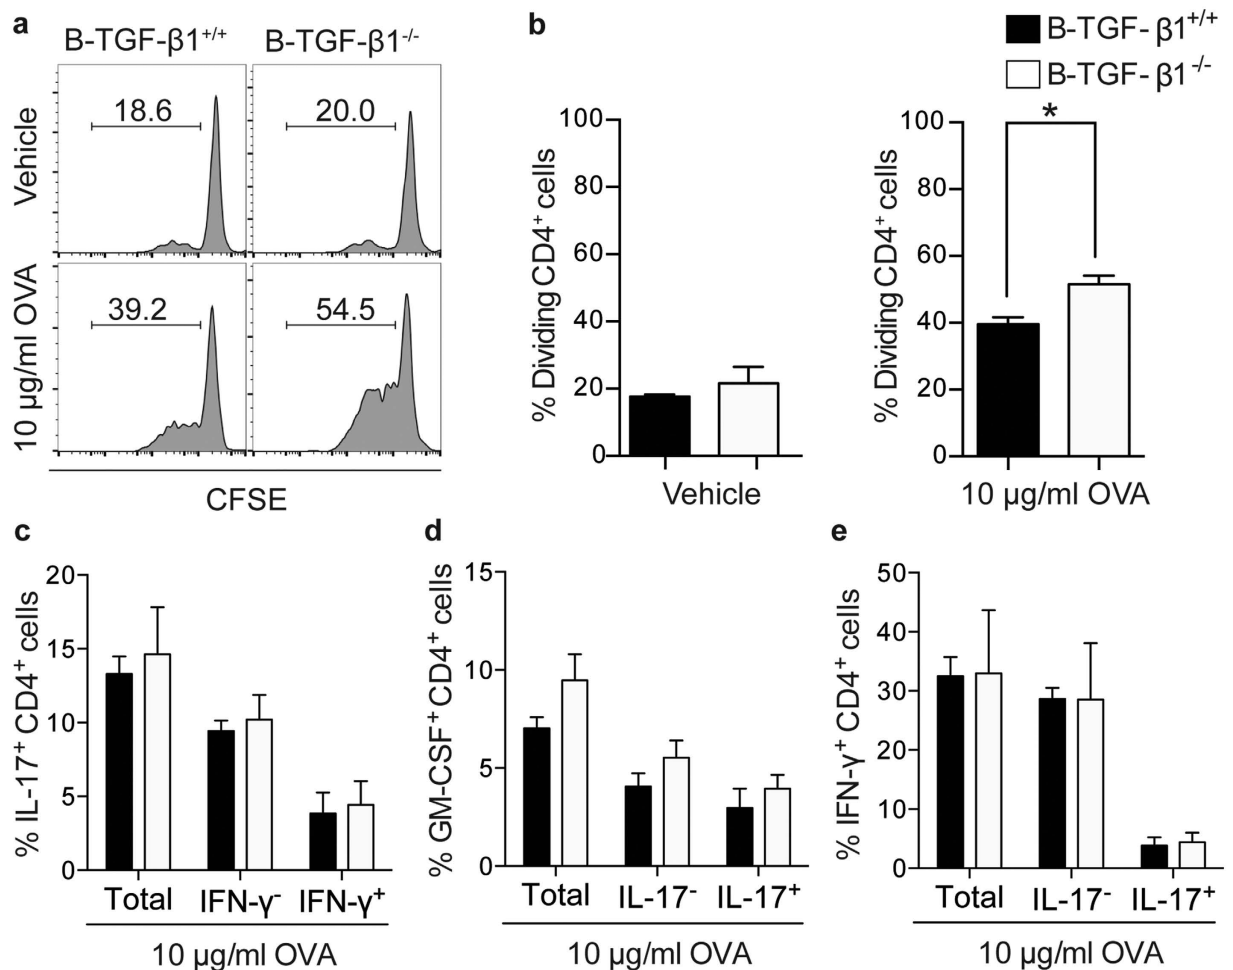 a
B-TGF-β1+/+
B-TGF-β1-/-
Vehicle
18.6
20.0
10 µg/ml OVA
39.2
54.5
CFSE
b
B-TGF-β1+/+
B-TGF-β1-/-
% Dividing CD4+ cells
100
80
60
40
20
0
Vehicle
% Dividing CD4+ cells
100
80
60
40
20
0
*
10 µg/ml OVA
c
% IL-17+ CD4+ cells
20
15
10
5
0
Total IFN-γ- IFN-γ+
10 µg/ml OVA
d
% GM-CSF+ CD4+ cells
15
10
5
0
Total IL-17- IL-17+
10 µg/ml OVA
e
% IFN-γ+ CD4+ cells
50
40
30
20
10
0
Total IL-17- IL-17+
10 µg/ml OVA